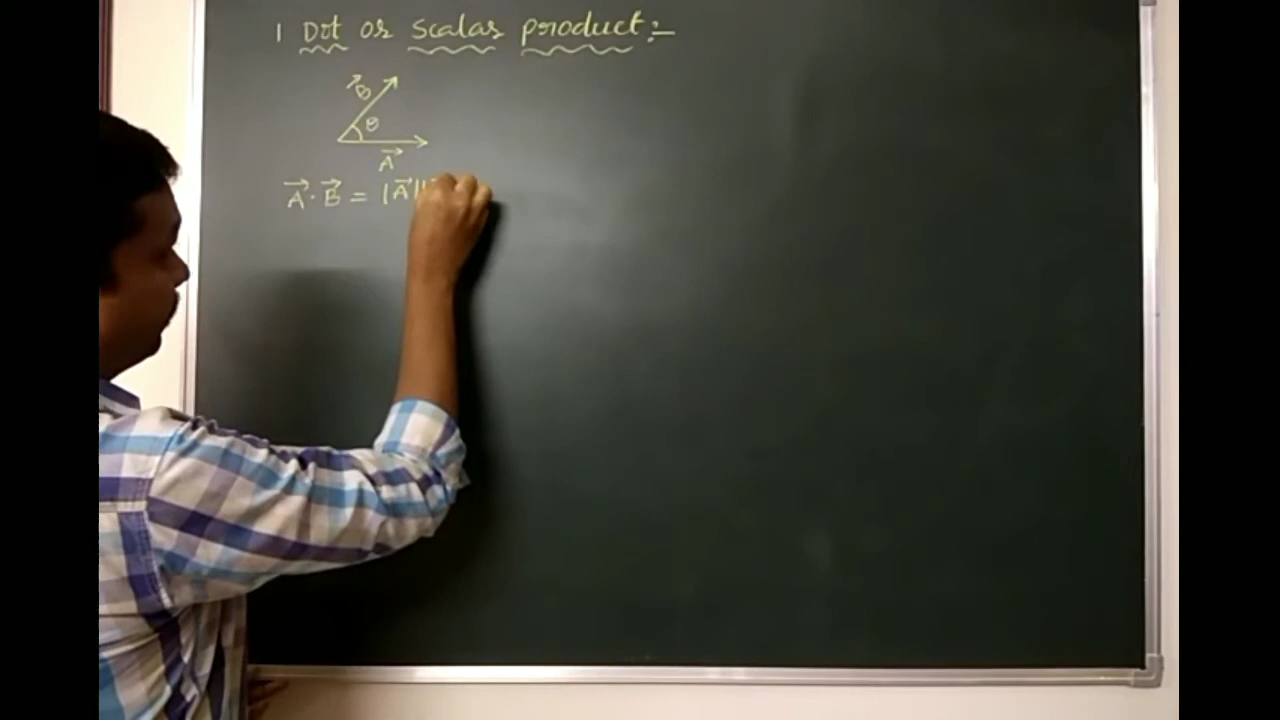 1 Dot or scalar product:-
B⃗
θ
A⃗
A⃗·B⃗ = |A⃗||